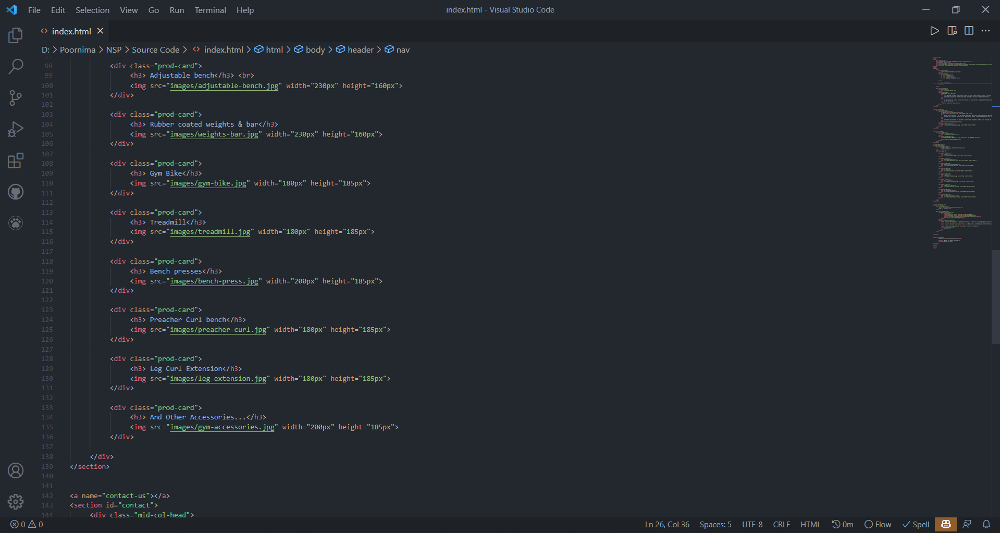 File Edit Selection View Go Run Terminal Help
index.html - Visual Studio Code
index.html
D: > Poornima > NSP > Source Code > index.html > html > body > header > nav
98 <div class="prod-card">
99 <h3> Adjustable bench</h3> <br>
100 <img src="images/adjustable-bench.jpg" width="230px" height="160px">
101 </div>
102
103 <div class="prod-card">
104 <h3> Rubber coated weights & bar</h3>
105 <img src="images/weights-bar.jpg" width="230px" height="160px">
106 </div>
107
108 <div class="prod-card">
109 <h3> Gym Bike</h3>
110 <img src="images/gym-bike.jpg" width="180px" height="185px">
111 </div>
112
113 <div class="prod-card">
114 <h3> Treadmill</h3>
115 <img src="images/treadmill.jpg" width="180px" height="185px">
116 </div>
117
118 <div class="prod-card">
119 <h3> Bench presses</h3>
120 <img src="images/bench-press.jpg" width="200px" height="185px">
121 </div>
122
123 <div class="prod-card">
124 <h3> Preacher Curl bench</h3>
125 <img src="images/preacher-curl.jpg" width="180px" height="185px">
126 </div>
127
128 <div class="prod-card">
129 <h3> Leg Curl Extension</h3>
130 <img src="images/leg-extension.jpg" width="180px" height="185px">
131 </div>
132
133 <div class="prod-card">
134 <h3> And Other Accessories...</h3>
135 <img src="images/gym-accessories.jpg" width="200px" height="185px">
136 </div>
137
138 </div>
139 </section>
140
141
142 <a name="contact-us"></a>
143 <section id="contact">
144 <div class="mid-col-head">
0 0 Ln 26, Col 36 Spaces: 5 UTF-8 CRLF HTML 0m Flow Spell